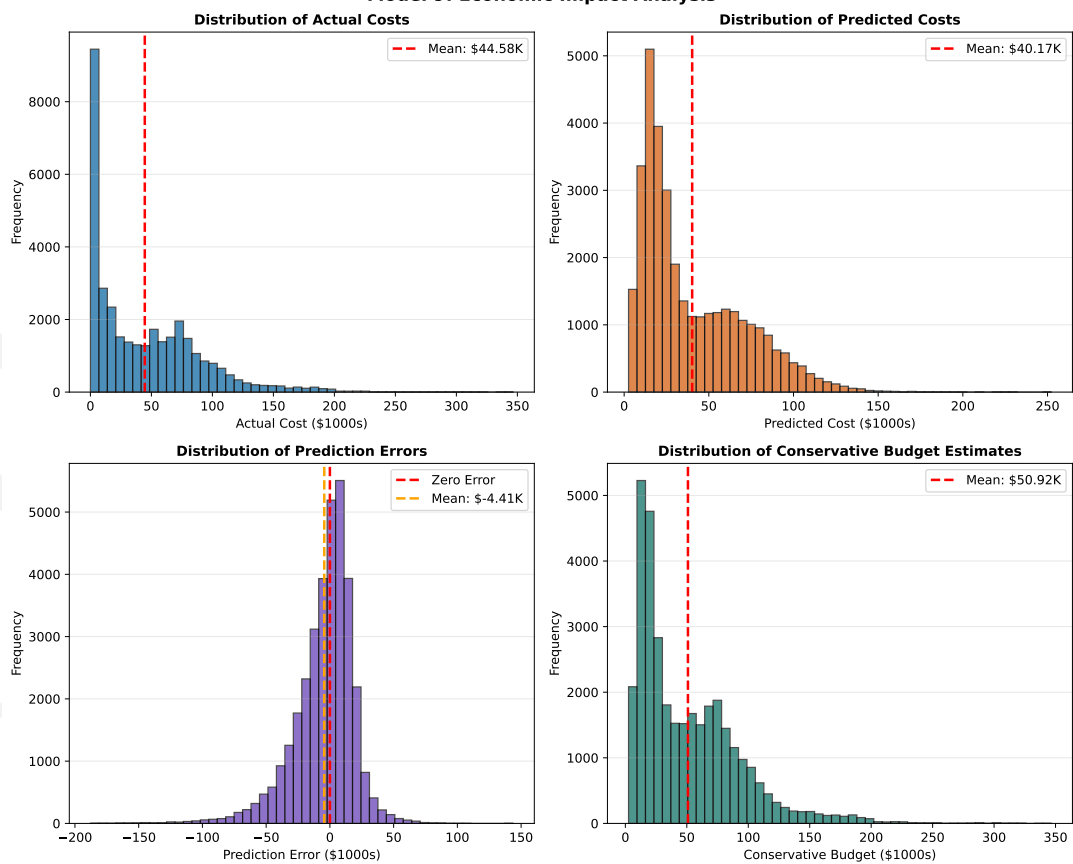 Distribution of Actual Costs
Mean: $44.58K
Frequency
8000
6000
4000
2000
0
0 50 100 150 200 250 300 350
Actual Cost ($1000s)
Distribution of Predicted Costs
Mean: $40.17K
Frequency
5000
4000
3000
2000
1000
0
0 50 100 150 200 250
Predicted Cost ($1000s)
Distribution of Prediction Errors
Zero Error
Mean: $-4.41K
Frequency
5000
4000
3000
2000
1000
0
−200 −150 −100 −50 0 50 100 150
Prediction Error ($1000s)
Distribution of Conservative Budget Estimates
Mean: $50.92K
Frequency
5000
4000
3000
2000
1000
0
0 50 100 150 200 250 300 350
Conservative Budget ($1000s)